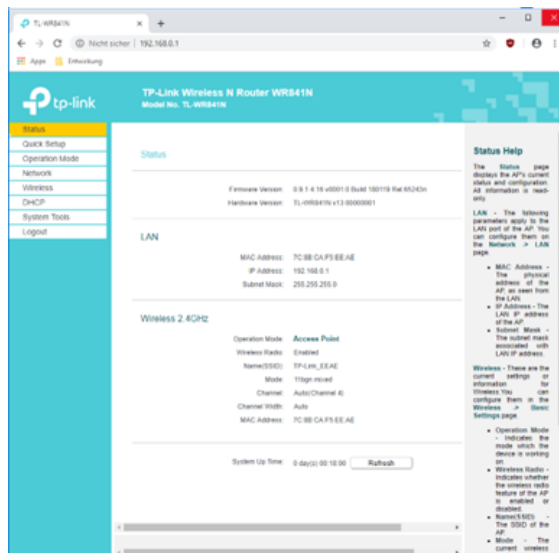 TL-WR841N
Nicht sicher | 192.168.0.1
Apps Entwicklung
tp-link
TP-Link Wireless N Router WR841N
Model No. TL-WR841N
Status
Quick Setup
Operation Mode
Network
Wireless
DHCP
System Tools
Logout
Status
Firmware Version: 0.9.1 4.16 v0001.0 Build 180119 Rel.65243n
Hardware Version: TL-WR841N v13 00000001
LAN
MAC Address: 7C:8B:CA:F5:EE:AE
IP Address: 192.168.0.1
Subnet Mask: 255.255.255.0
Wireless 2.4GHz
Operation Mode: Access Point
Wireless Radio: Enabled
Name(SSID): TP-Link_EEAE
Mode: 11bgn mixed
Channel: Auto(Channel 4)
Channel Width: Auto
MAC Address: 7C:8B:CA:F5:EE:AE
System Up Time: 0 day(s) 00:18:00 Refresh
Status Help
The Status page
displays the AP's current
status and configuration.
All information is read-
only.
LAN - The following
parameters apply to the
LAN port of the AP. You
can configure them on
the Network -> LAN
page.
MAC Address -
The physical
address of the
AP, as seen from
the LAN.
IP Address - The
LAN IP address
of the AP.
Subnet Mask -
The subnet mask
associated with
LAN IP address.
Wireless - These are the
current settings or
information for
Wireless.You can
configure them in the
Wireless -> Basic
Settings page.
Operation Mode
- Indicates the
mode which the
device is working
on.
Wireless Radio -
Indicates whether
the wireless radio
feature of the AP
is enabled or
disabled.
Name(SSID) -
The SSID of the
AP.
Mode - The
current wireless